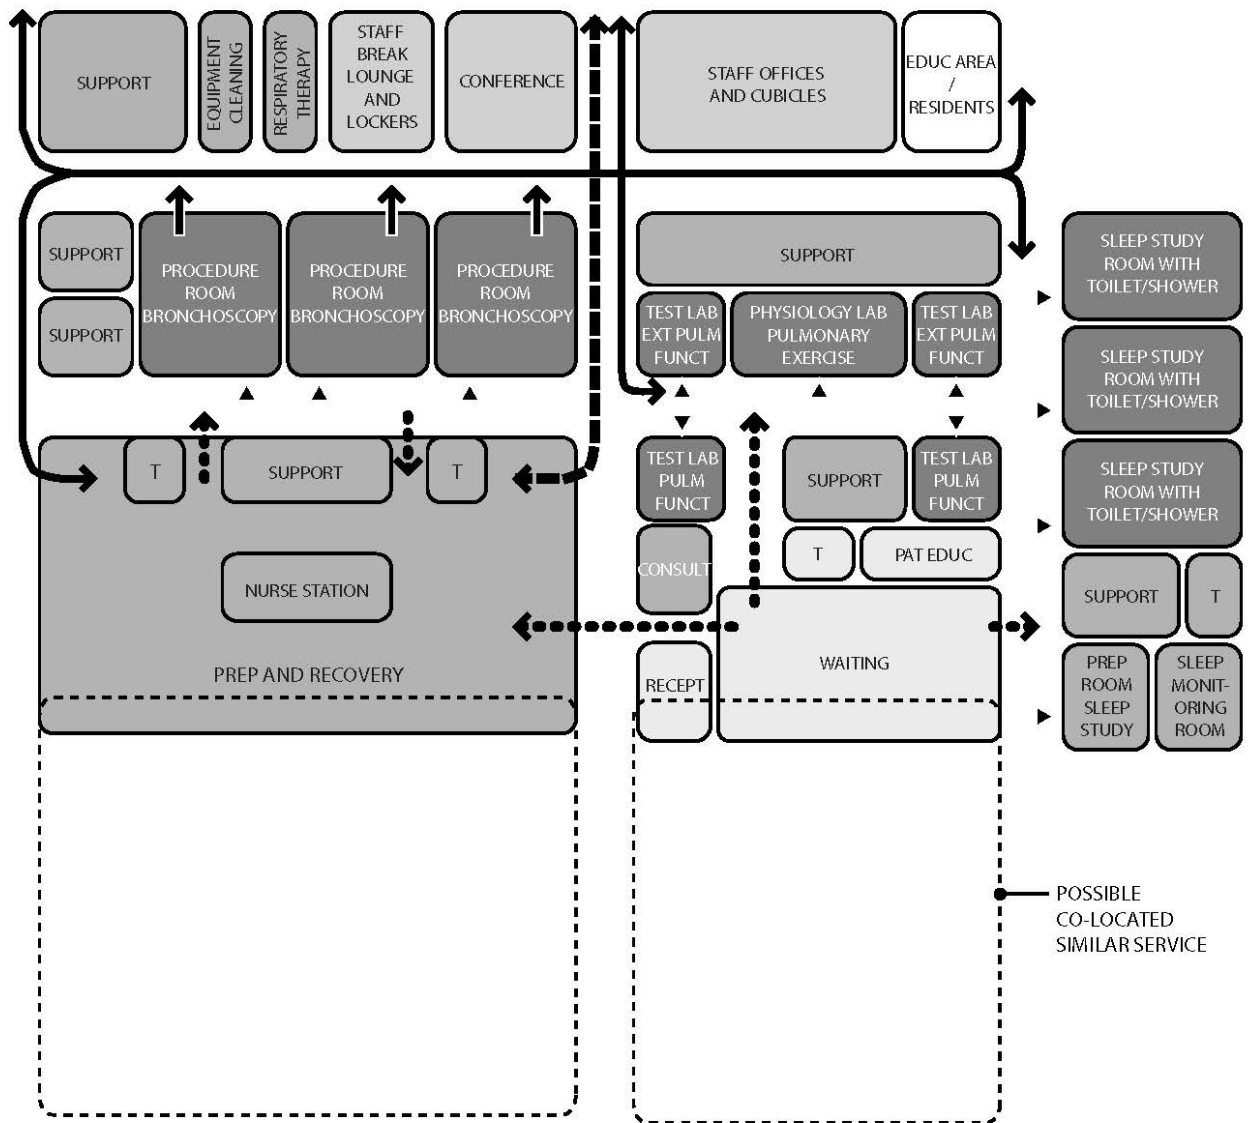 SUPPORT
EQUIPMENT
CLEANING
RESPIRATORY
THERAPY
STAFF
BREAK
LOUNGE
AND
LOCKERS
CONFERENCE
STAFF OFFICES
AND CUBICLES
EDUC AREA
/
RESIDENTS
SUPPORT
SUPPORT
PROCEDURE
ROOM
BRONCHOSCOPY
PROCEDURE
ROOM
BRONCHOSCOPY
PROCEDURE
ROOM
BRONCHOSCOPY
SUPPORT
TEST LAB
EXT PULM
FUNCT
PHYSIOLOGY LAB
PULMONARY
EXERCISE
TEST LAB
EXT PULM
FUNCT
SLEEP STUDY
ROOM WITH
TOILET/SHOWER
SLEEP STUDY
ROOM WITH
TOILET/SHOWER
SLEEP STUDY
ROOM WITH
TOILET/SHOWER
T
SUPPORT
T
NURSE STATION
PREP AND RECOVERY
TEST LAB
PULM
FUNCT
SUPPORT
TEST LAB
PULM
FUNCT
CONSULT
T
PAT EDUC
RECEPT
WAITING
SUPPORT
T
PREP
ROOM
SLEEP
STUDY
SLEEP
MONIT-
ORING
ROOM
POSSIBLE
CO-LOCATED
SIMILAR SERVICE